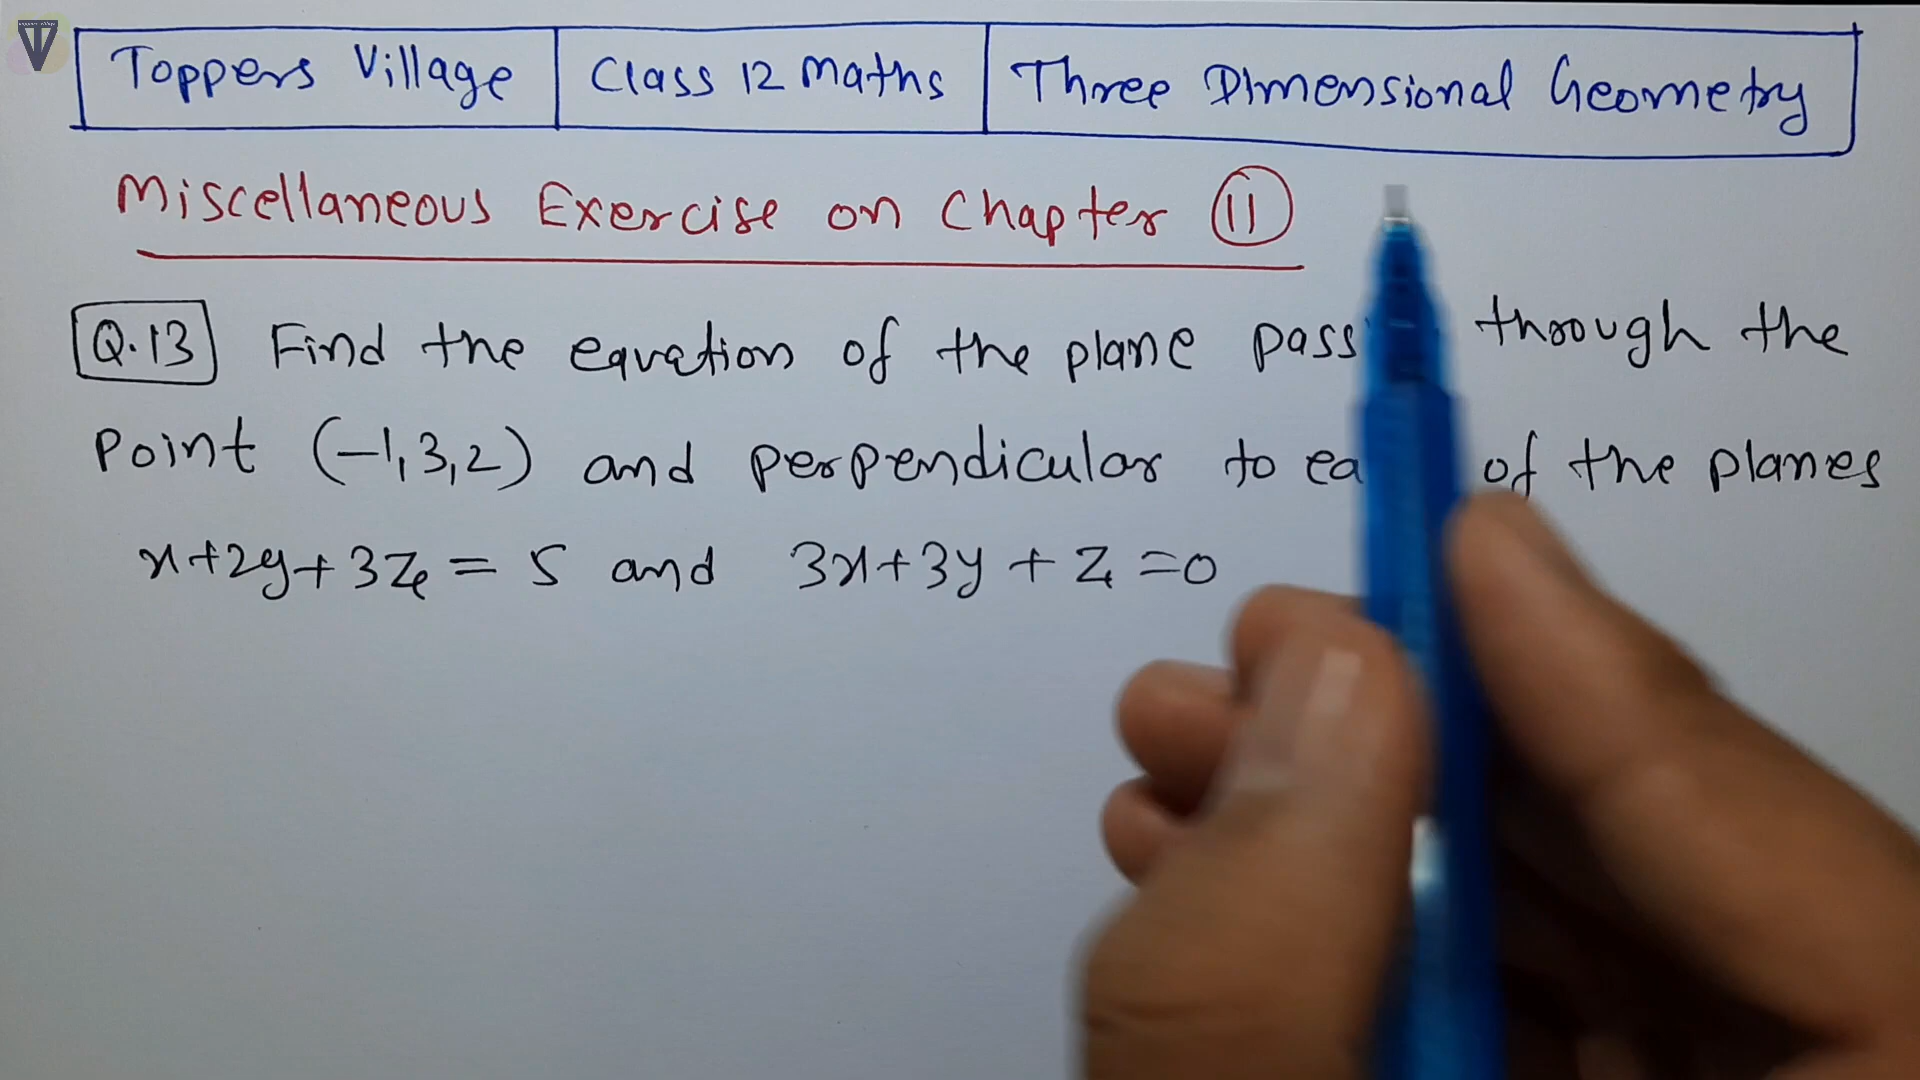 Toppers Village Class 12 Maths Three Dimensional Geometry
Miscellaneous Exercise on Chapter 11
Q.13 Find the equation of the plane pass through the
point (-1,3,2) and perpendicular to ea of the planes
x+2y+3z = 5 and 3x+3y+z=0